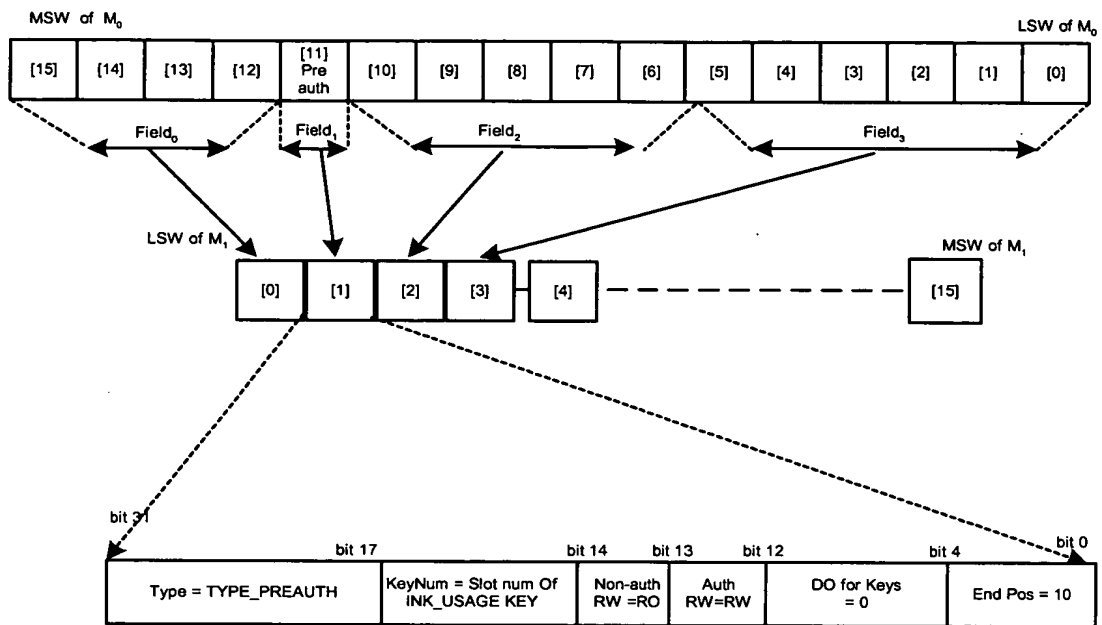 MSW of M₀
LSW of M₀
[15] [14] [13] [12] [11] Pre auth [10] [9] [8] [7] [6] [5] [4] [3] [2] [1] [0]
Field₀ Field₁ Field₂ Field₃
LSW of M₁
MSW of M₁
[0] [1] [2] [3] [4] [15]
bit 31
bit 17 bit 14 bit 13 bit 12 bit 4 bit 0
Type = TYPE_PREAUTH
KeyNum = Slot num Of
INK_USAGE KEY
Non-auth
RW =RO
Auth
RW=RW
DO for Keys
= 0
End Pos = 10